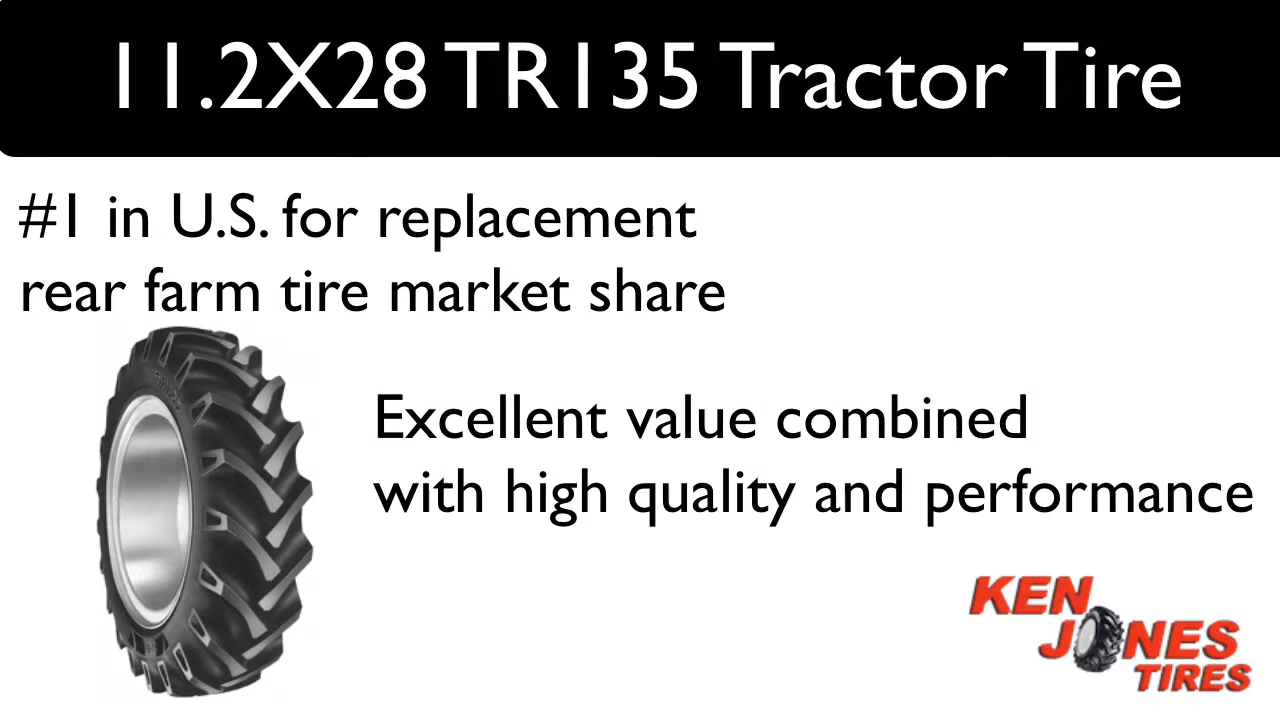 11.2X28 TR135 Tractor Tire
#1 in U.S. for replacement
rear farm tire market share
Excellent value combined
with high quality and performance
KEN
JONES
TIRES